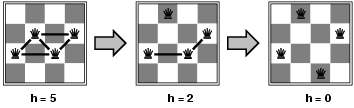 h = 5
h = 2
h = 0